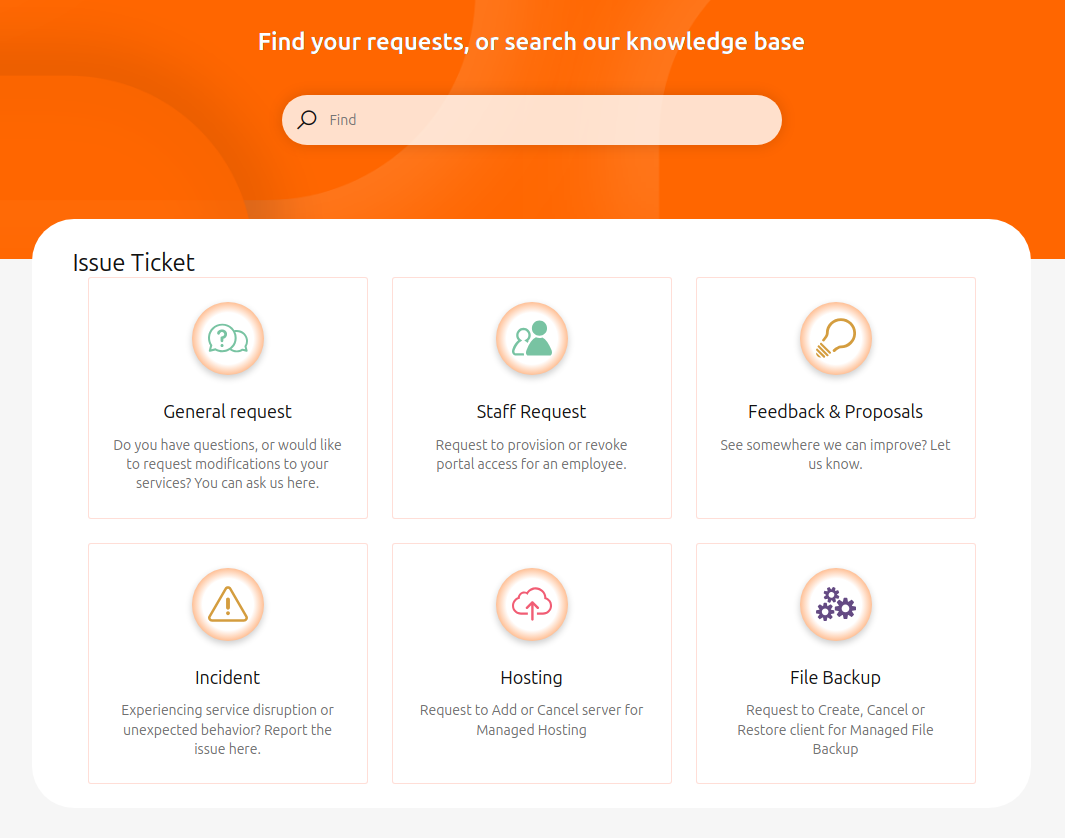 Find your requests, or search our knowledge base
Find
Issue Ticket
General request
Do you have questions, or would like
to request modifications to your
services? You can ask us here.
Staff Request
Request to provision or revoke
portal access for an employee.
Feedback & Proposals
See somewhere we can improve? Let
us know.
Incident
Experiencing service disruption or
unexpected behavior? Report the
issue here.
Hosting
Request to Add or Cancel server for
Managed Hosting
File Backup
Request to Create, Cancel or
Restore client for Managed File
Backup